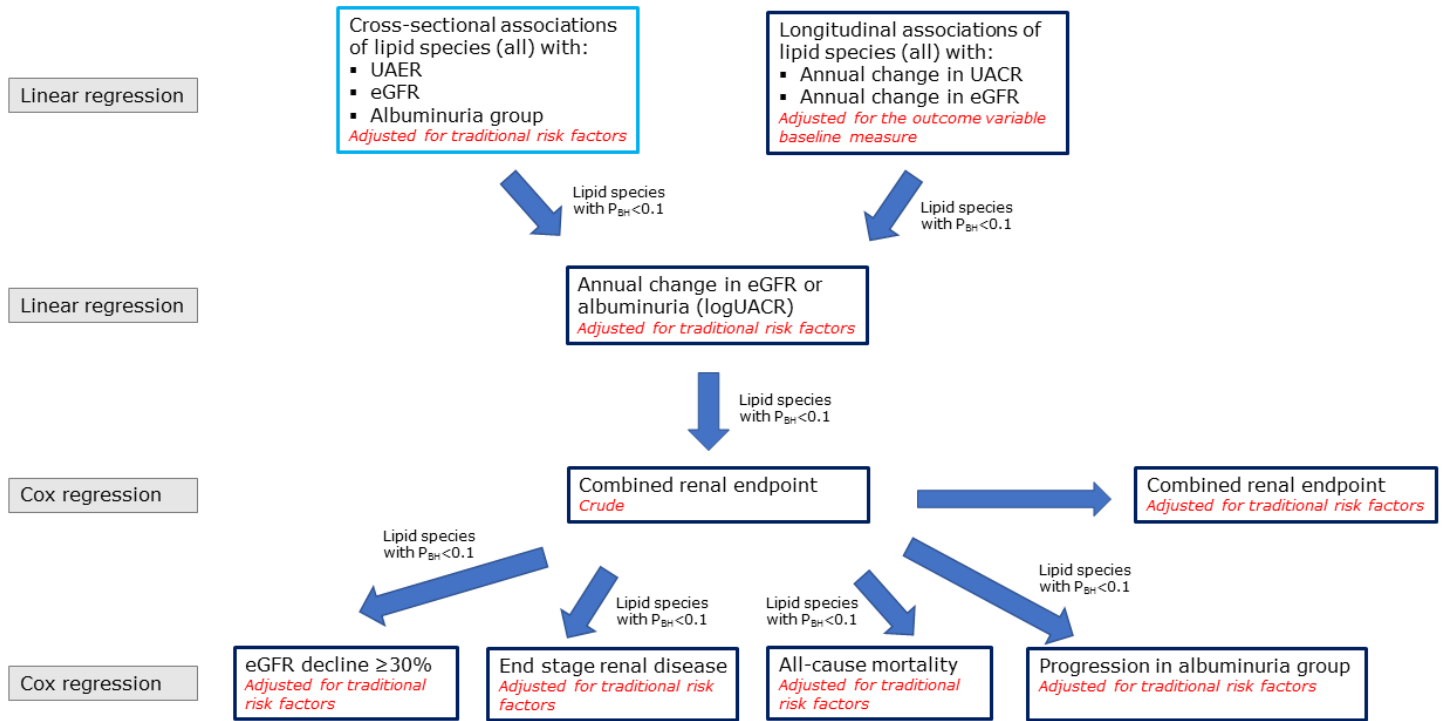 Linear regression
Cross-sectional associations
of lipid species (all) with:
▪ UAER
▪ eGFR
▪ Albuminuria group
Adjusted for traditional risk factors
Longitudinal associations of
lipid species (all) with:
▪ Annual change in UACR
▪ Annual change in eGFR
Adjusted for the outcome variable
baseline measure
Lipid species
with PBH<0.1
Lipid species
with PBH<0.1
Linear regression
Annual change in eGFR or
albuminuria (logUACR)
Adjusted for traditional risk factors
Lipid species
with PBH<0.1
Cox regression
Combined renal endpoint
Crude
Combined renal endpoint
Adjusted for traditional risk factors
Lipid species
with PBH<0.1
Lipid species
with PBH<0.1
Lipid species
with PBH<0.1
Lipid species
with PBH<0.1
Cox regression
eGFR decline ≥30%
Adjusted for traditional
risk factors
End stage renal disease
Adjusted for traditional risk
factors
All-cause mortality
Adjusted for traditional
risk factors
Progression in albuminuria group
Adjusted for traditional risk factors